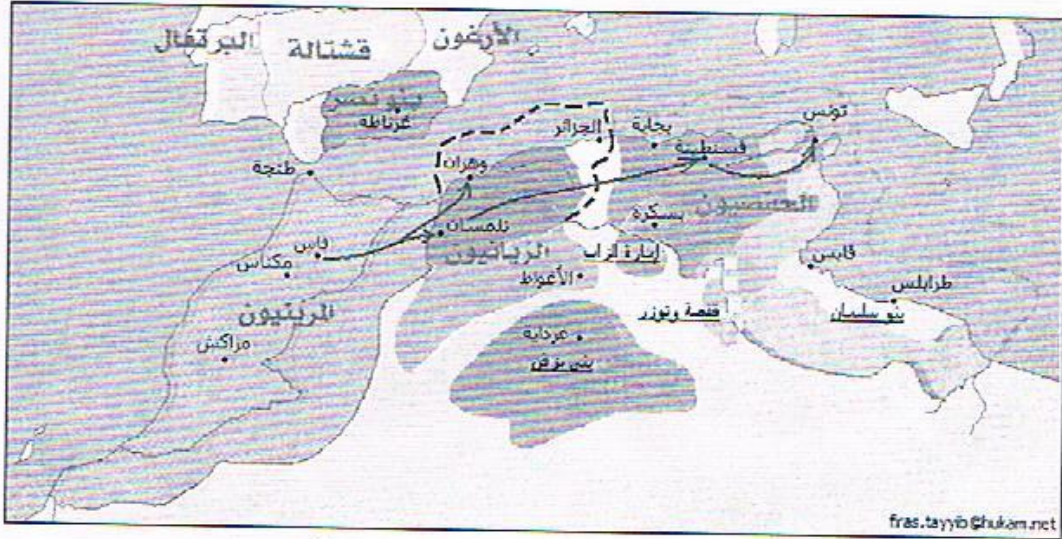 الأرغون
قشتالة
البرتغال
بنو نصر
غرناطة
الجزائر
بجاية
تونس
قسنطينة
وهران
طنجة
الحفصيون
بسكرة
تلمسان
الزيانيون
إمارة الزاب
قابس
فاس
مكناس
الأغواط
طرابلس
قفصة وتوزر
بنو سليمان
المرينيون
غرداية
مراكش
بني يزقن
fras.tayyib@hukam.net